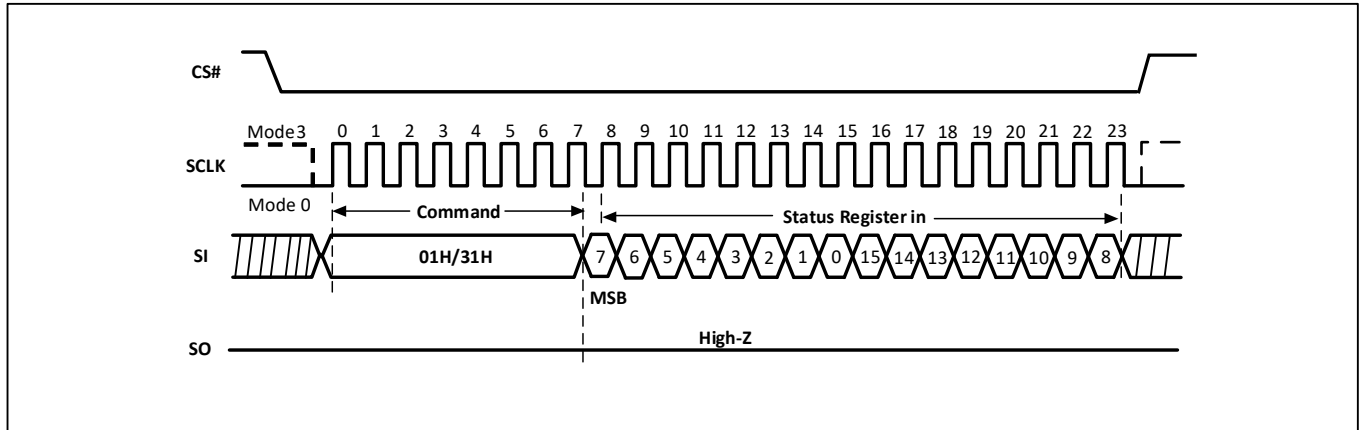 CS#
Mode3 0 1 2 3 4 5 6 7 8 9 10 11 12 13 14 15 16 17 18 19 20 21 22 23
SCLK
Mode 0
Command
Status Register in
SI
01H/31H
7 6 5 4 3 2 1 0 15 14 13 12 11 10 9 8
MSB
SO
High-Z